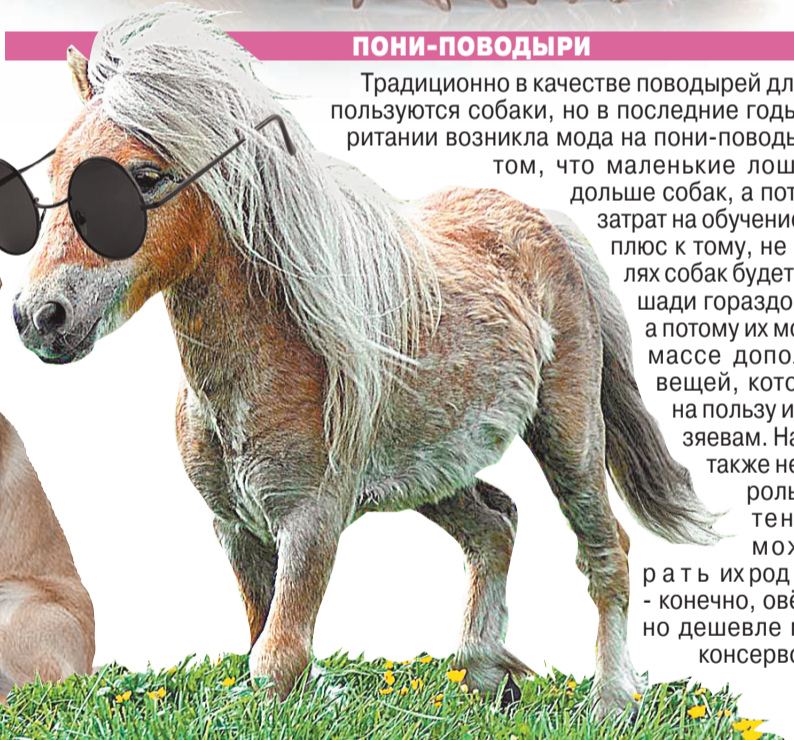 ПОНИ-ПОВОДЫРИ
Традиционно в качестве поводырей дл
пользуются собаки, но в последние годы
ритании возникла мода на пони-поводы
том, что маленькие лош
дольше собак, а пот
затрат на обучение
плюс к тому, не
лях собак будет
шади гораздо
а потому их мо
массе допол
вещей, кото
на пользу и
зяевам. На
также не
роль
тен
мож
рать их род
- конечно, овё
но дешевле
консерво